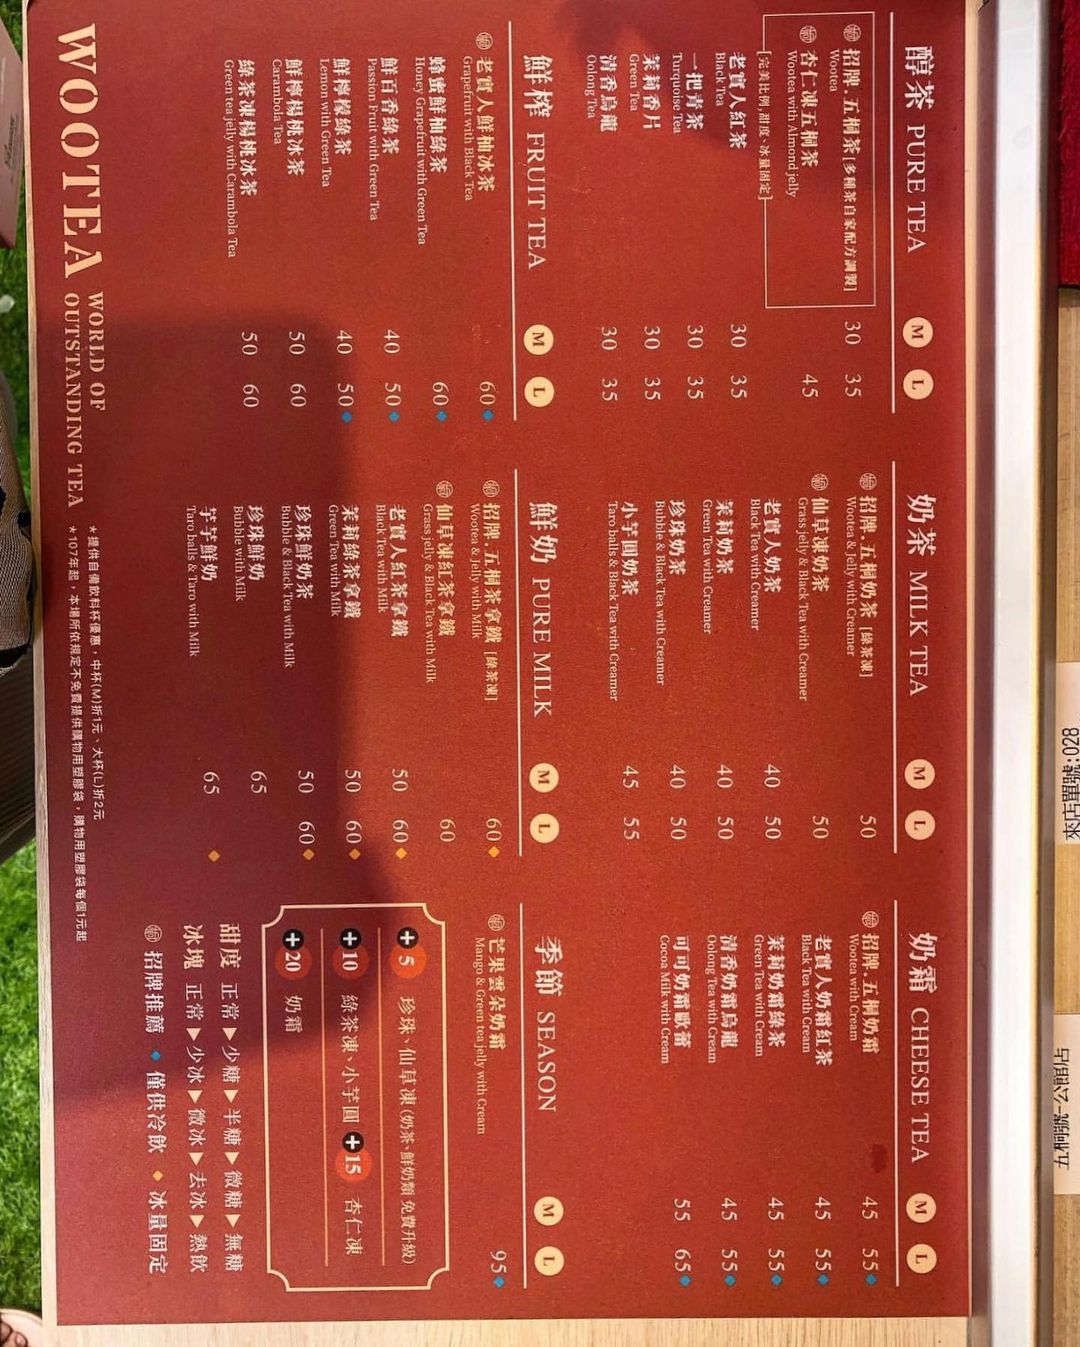 醇茶 PURE TEA M L
招牌.五桐茶[多種茶自家配方調製] 30 35
Wootea
杏仁凍五桐茶 45
Wootea with Almond jelly
[完美比例,甜度、冰量固定]
老實人紅茶 30 35
Black Tea
一把青茶 30 35
Turquoise Tea
茉莉香片 30 35
Green Tea
清香烏龍 30 35
Oolong Tea
鮮榨 FRUIT TEA M L
老實人鮮柚冰茶 60
Grapefruit with Black Tea
蜂蜜鮮柚綠茶 60
Honey Grapefruit with Green Tea
鮮百香綠茶 40 50
Passion Fruit with Green Tea
鮮檸檬綠茶 40 50
Lemon with Green Tea
鮮檸楊桃冰茶 50 60
Carambola Tea
綠茶凍楊桃冰茶 50 60
Green tea jelly with Carambola Tea
奶茶 MILK TEA M L
招牌.五桐奶茶 [綠茶凍] 50
Wootea & Jelly with Creamer
仙草凍奶茶 50
Grass jelly & Black Tea with Creamer
老實人奶茶 40 50
Black Tea with Creamer
茉莉奶茶 40 50
Green Tea with Creamer
珍珠奶茶 40 50
Bubble & Black Tea with Creamer
小芋圓奶茶 45 55
Taro balls & Black Tea with Creamer
鮮奶 PURE MILK M L
招牌.五桐茶拿鐵 [綠茶凍] 60
Wootea & Jelly with Milk
仙草凍紅茶拿鐵 60
Grass jelly & Black Tea with Milk
老實人紅茶拿鐵 50 60
Black Tea with Milk
茉莉綠茶拿鐵 50 60
Green Tea with Milk
珍珠鮮奶茶 50 60
Bubble & Black Tea with Milk
珍珠鮮奶 65
Bubble with Milk
芋芋鮮奶 65
Taro balls & Taro with Milk
奶霜 CHEESE TEA M L
招牌.五桐奶霜 45 55
Wootea with Cream
老實人奶霜紅茶 45 55
Black Tea with Cream
茉莉奶霜綠茶 45 55
Green Tea with Cream
清香奶霜烏龍 45 55
Oolong Tea with Cream
可可奶霜歐蕾 55 65
Cocoa Milk with Cream
季節 SEASON M L
芒果雲朵奶霜 95
Mango & Green tea jelly with Cream
+5 珍珠、仙草凍(奶茶、鮮奶類 免費升級)
+10 綠茶凍、小芋圓 +15 杏仁凍
+20 奶霜
甜度 正常▶少糖▶半糖▶微糖▶無糖
冰塊 正常▶少冰▶微冰▶去冰▶熱飲
招牌推薦 ◆僅供冷飲 ◆冰量固定
WOOTEA WORLD OF
OUTSTANDING TEA
*提供自備飲料杯優惠，中杯(M)折1元、大杯(L)折2元
*107年起，本場所依規定不免費提供購物用塑膠袋，購物用塑膠袋每個1元起